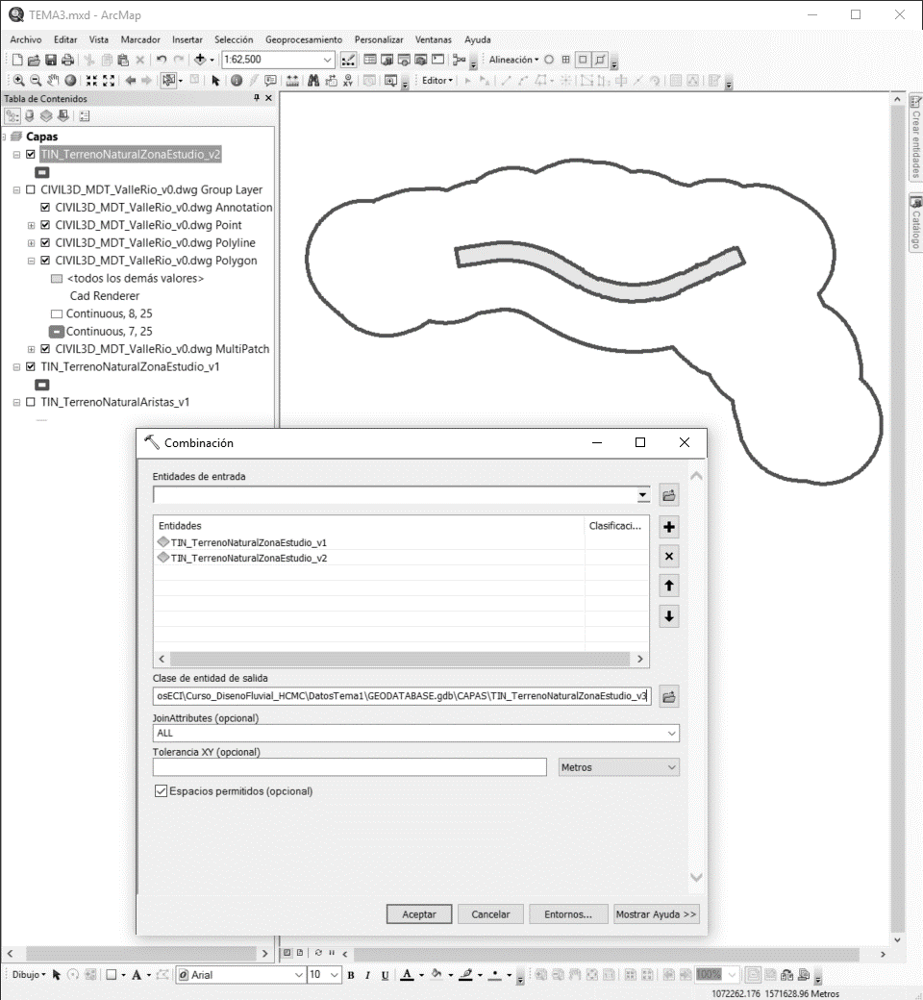 TEMA3.mxd - ArcMap
Archivo Editar Vista Marcador Insertar Selección Geoprocesamiento Personalizar Ventanas Ayuda
1:62,500
Alineación
Editor
Tabla de Contenidos
Capas
TIN_TerrenoNaturalZonaEstudio_v2
CIVIL3D_MDT_ValleRio_v0.dwg Group Layer
CIVIL3D_MDT_ValleRio_v0.dwg Annotation
CIVIL3D_MDT_ValleRio_v0.dwg Point
CIVIL3D_MDT_ValleRio_v0.dwg Polyline
CIVIL3D_MDT_ValleRio_v0.dwg Polygon
<todos los demás valores>
Cad Renderer
Continuous, 8, 25
Continuous, 7, 25
CIVIL3D_MDT_ValleRio_v0.dwg MultiPatch
TIN_TerrenoNaturalZonaEstudio_v1
TIN_TerrenoNaturalAristas_v1
Crear entidades
Catálogo
Combinación
Entidades de entrada
Entidades Clasificaci...
TIN_TerrenoNaturalZonaEstudio_v1
TIN_TerrenoNaturalZonaEstudio_v2
Clase de entidad de salida
osECI\Curso_DisenoFluvial_HCMC\DatosTema1\GEODATABASE.gdb\CAPAS\TIN_TerrenoNaturalZonaEstudio_v3
JoinAttributes (opcional)
ALL
Tolerancia XY (opcional)
Metros
Espacios permitidos (opcional)
Aceptar Cancelar Entornos... Mostrar Ayuda >>
Dibujo A Arial 10 B I U A 100%
1072262.176 1571628.96 Metros